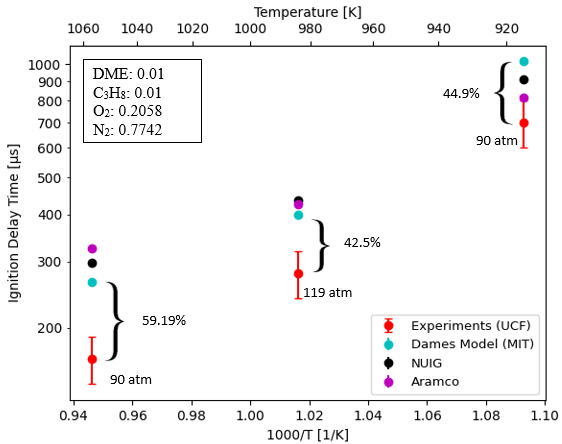 Temperature [K]
1060 1040 1020 1000 980 960 940 920
Ignition Delay Time [µs]
1000
900
800
700
600
500
400
300
200
DME: 0.01
C₃H₈: 0.01
O₂: 0.2058
N₂: 0.7742
44.9%
90 atm
42.5%
119 atm
59.19%
90 atm
Experiments (UCF)
Dames Model (MIT)
NUIG
Aramco
0.94 0.96 0.98 1.00 1.02 1.04 1.06 1.08 1.10
1000/T [1/K]